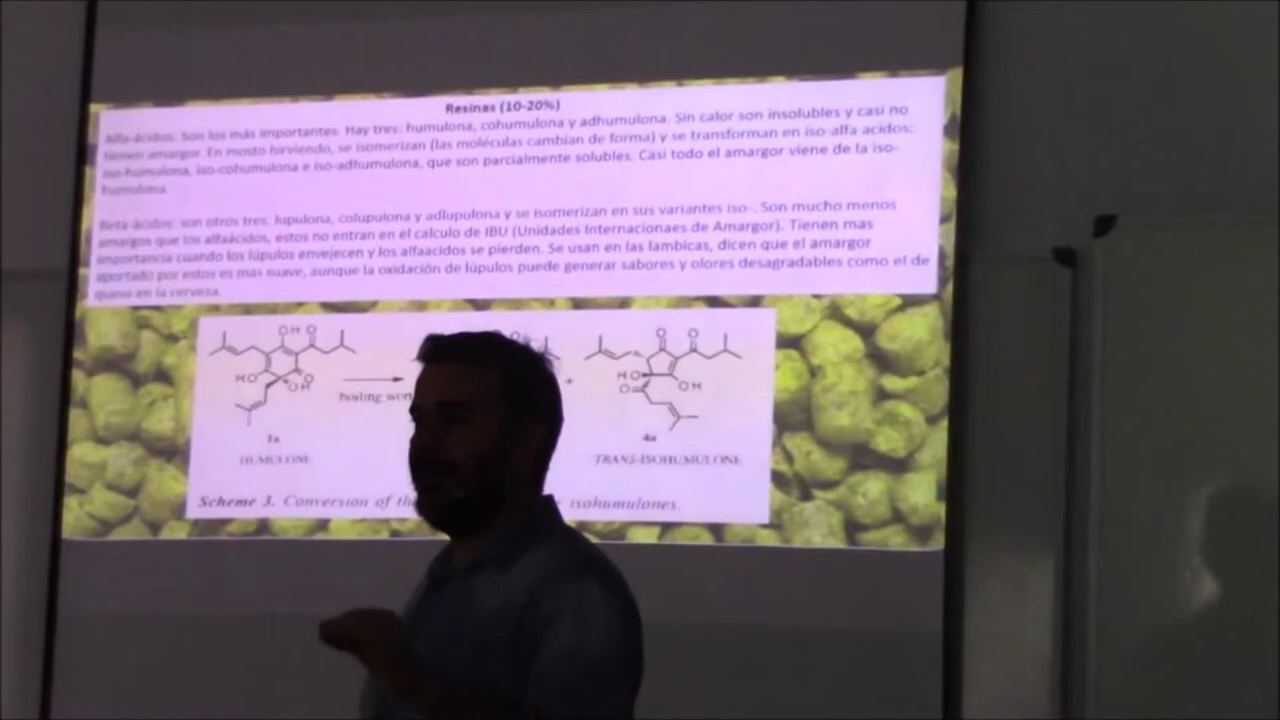 Resinas (10-20%)
Alfa-ácidos: Son los más importantes. Hay tres: humulona, cohumulona y adhumulona. Sin calor son insolubles y casi no
tienen amargor. En mosto hirviendo, se isomerizan (las moléculas cambian de forma) y se transforman en iso-alfa acidos:
iso-humulona, iso-cohumulona e iso-adhumulona, que son parcialmente solubles. Casi todo el amargor viene de la iso-
humulona.
Beta-ácidos: son otros tres: lupulona, colupulona y adlupulona y se isomerizan en sus variantes iso-. Son mucho menos
amargos que los alfaácidos, estos no entran en el calculo de IBU (Unidades Internacionaes de Amargor). Tienen mas
importancia cuando los lúpulos envejecen y los alfaacidos se pierden. Se usan en las lambicas, dicen que el amargor
aportado por estos es mas suave, aunque la oxidación de lúpulos puede generar sabores y olores desagradables como el de
queso en la cerveza.
OH O
HO
O
OH
boiling wort
1a
HUMULONE
+
O O
HO
O
OH
4a
TRANS-ISOHUMULONE
Scheme 3. Conversion of the isohumulones.